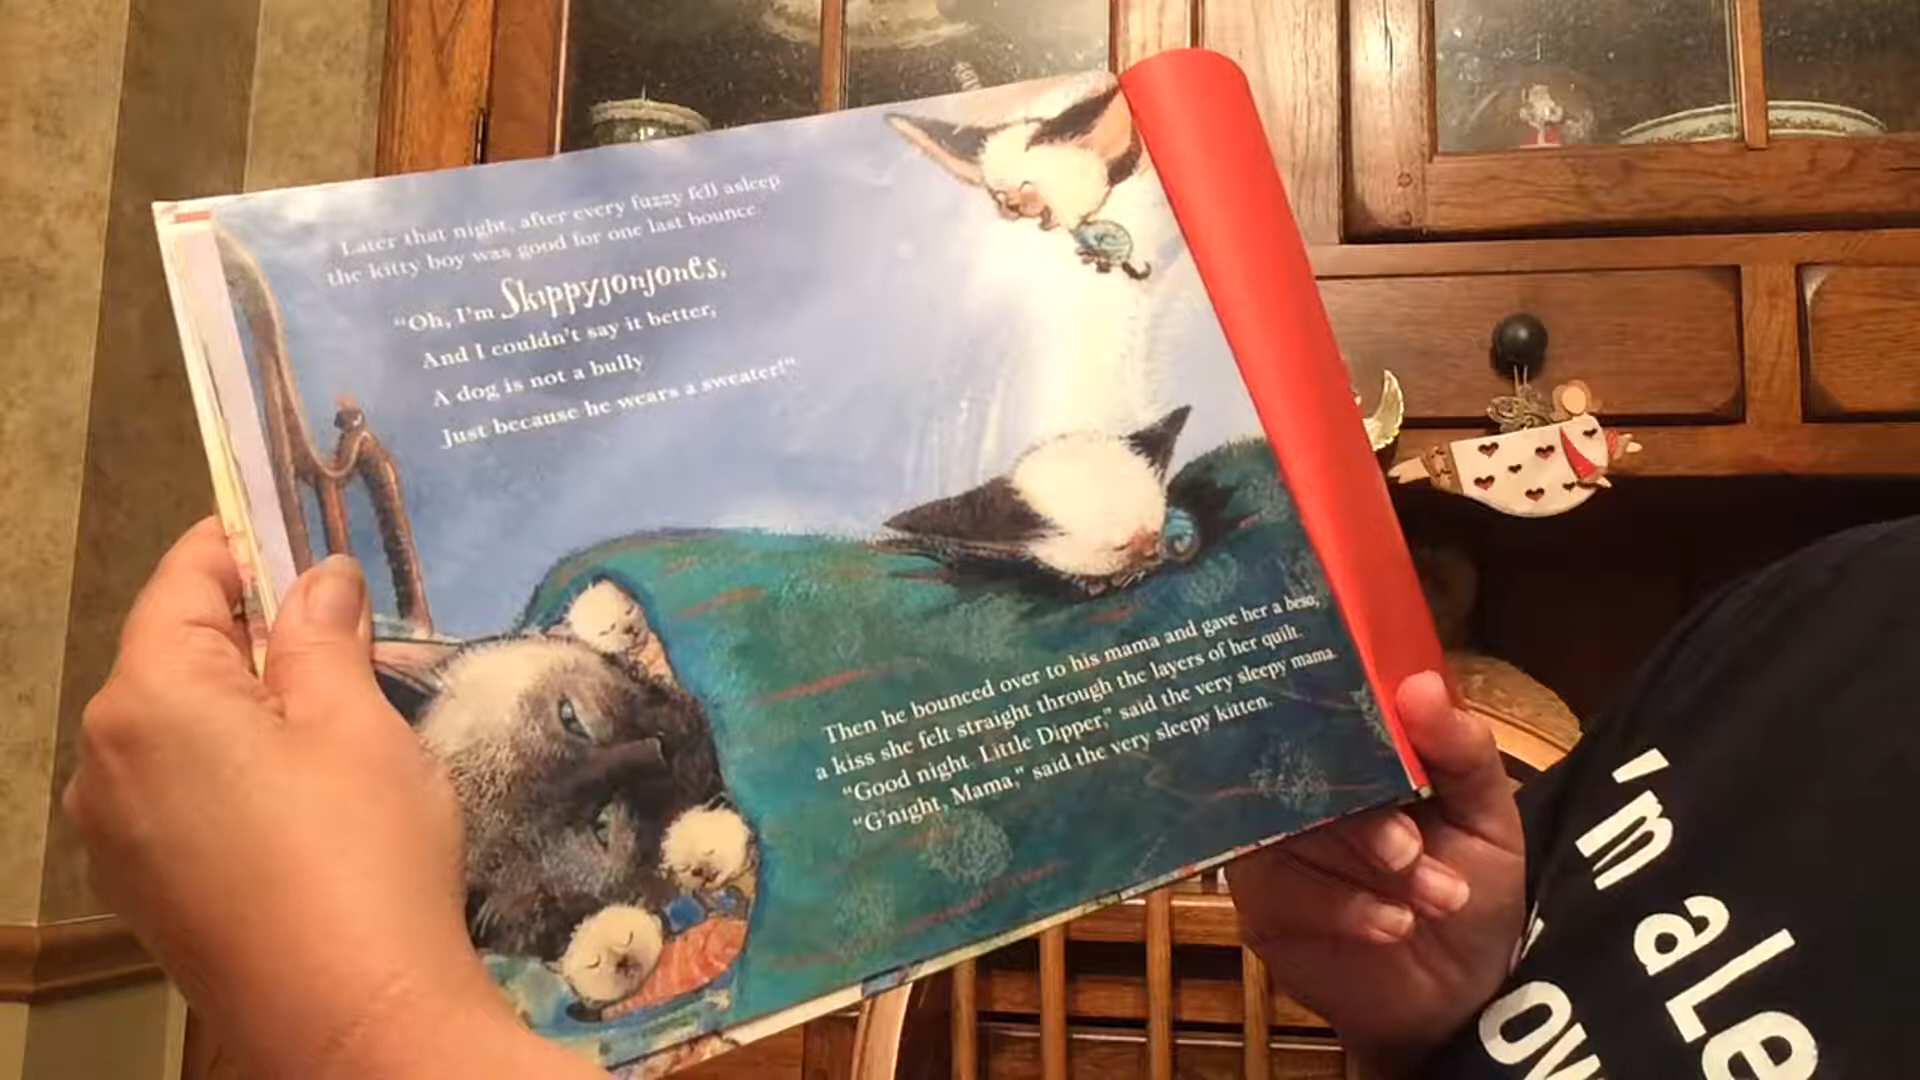 Later that night, after every fuzzy fell asleep
the kitty boy was good for one last bounce.
“Oh, I'm Skippyjonjones,
And I couldn't say it better,
A dog is not a bully
Just because he wears a sweater!”
Then he bounced over to his mama and gave her a beso,
a kiss she felt straight through the layers of her quilt.
“Good night, Little Dipper,” said the very sleepy mama.
“G'night, Mama,” said the very sleepy kitten.
'm a Le